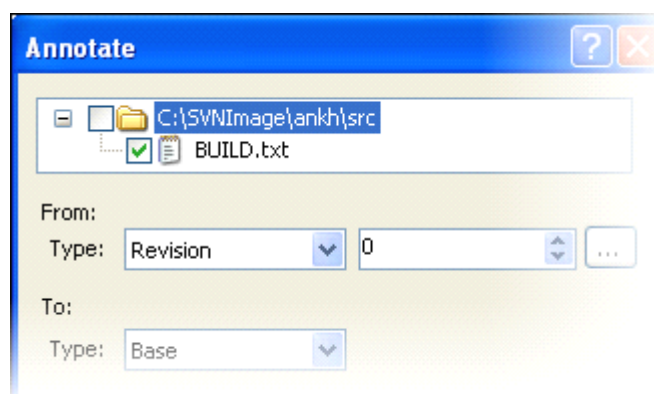 Annotate
C:\SVNImage\ankh\src
BUILD.txt
From:
Type: Revision 0 ...
To:
Type: Base